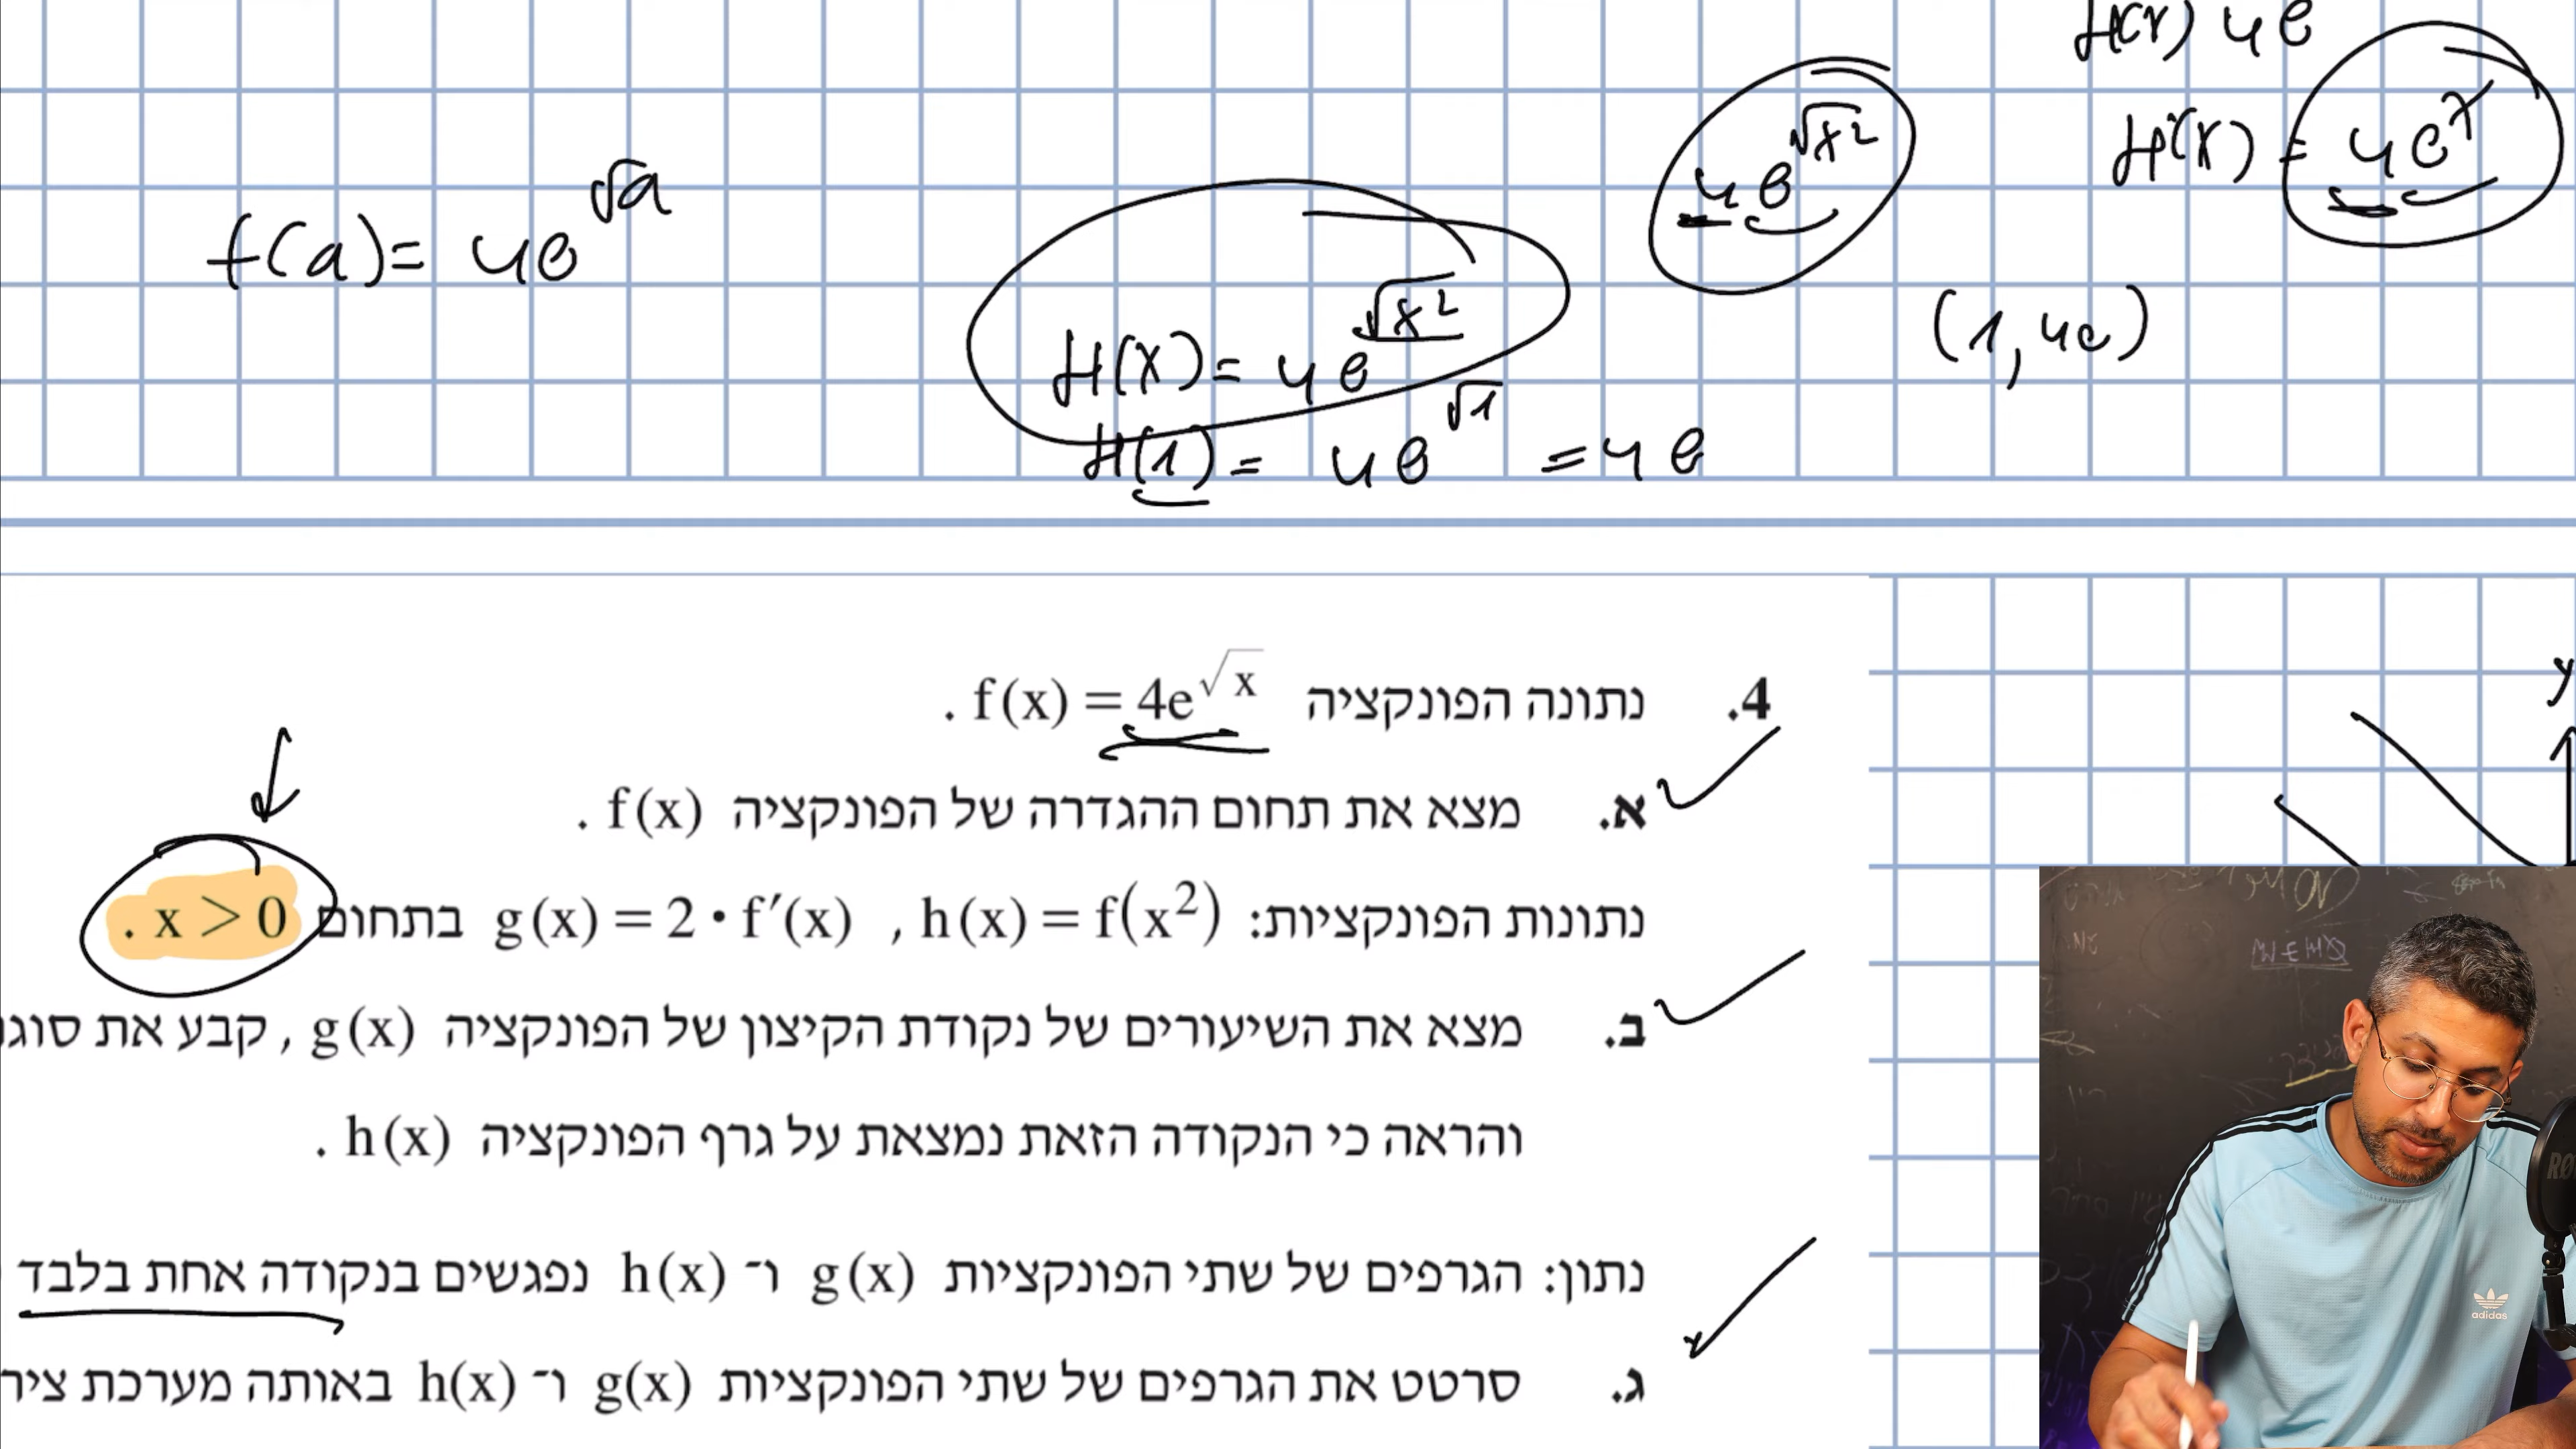 H(x) 4e
H(x) = 4e^x
4e^√x²
f(a) = 4e^√a
H(x) = 4e^√x²
(1, 4e)
H(1) = 4e^√1 = 4e
4. נתונה הפונקציה f(x) = 4e^√x .
א. מצא את תחום ההגדרה של הפונקציה f(x) .
נתונות הפונקציות: h(x) = f(x²) , g(x) = 2 • f′(x) בתחום x > 0 .
ב. מצא את השיעורים של נקודת הקיצון של הפונקציה g(x) , קבע את סוגו
והראה כי הנקודה הזאת נמצאת על גרף הפונקציה h(x) .
נתון: הגרפים של שתי הפונקציות g(x) ו־ h(x) נפגשים בנקודה אחת בלבד
ג. סרטט את הגרפים של שתי הפונקציות g(x) ו־ h(x) באותה מערכת ציר
y
adidas